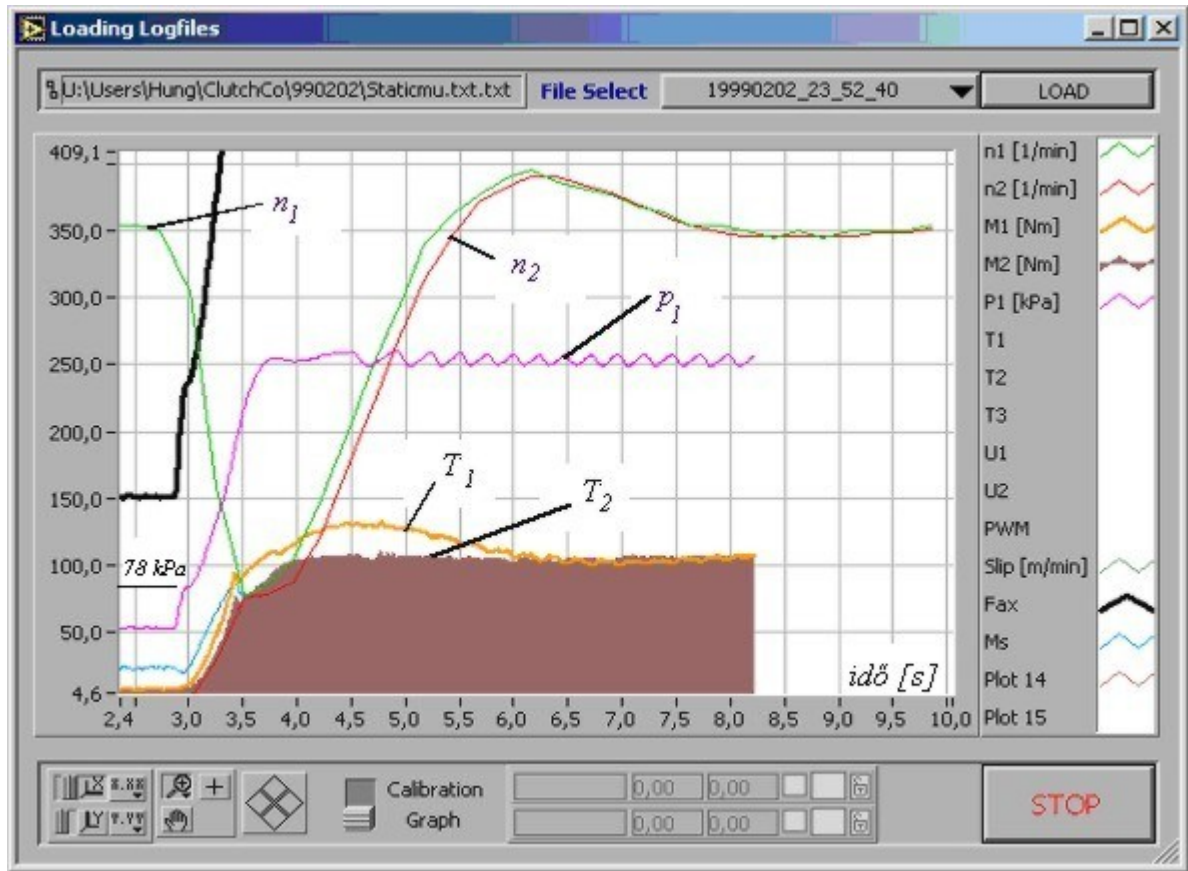 Loading Logfiles
U:\Users\Hung\ClutchCo\990202\Staticmu.txt.txt File Select 19990202_23_52_40 LOAD
409,1
350,0
300,0
250,0
200,0
150,0
100,0
50,0
4,6
n1
n2
p1
T1
T2
78 kPa
idő [s]
2,4 3,0 3,5 4,0 4,5 5,0 5,5 6,0 6,5 7,0 7,5 8,0 8,5 9,0 9,5 10,0
n1 [1/min]
n2 [1/min]
M1 [Nm]
M2 [Nm]
P1 [kPa]
T1
T2
T3
U1
U2
PWM
Slip [m/min]
Fax
Ms
Plot 14
Plot 15
X 8.88
Y Y.YY
Calibration 0,00 0,00
Graph 0,00 0,00
STOP